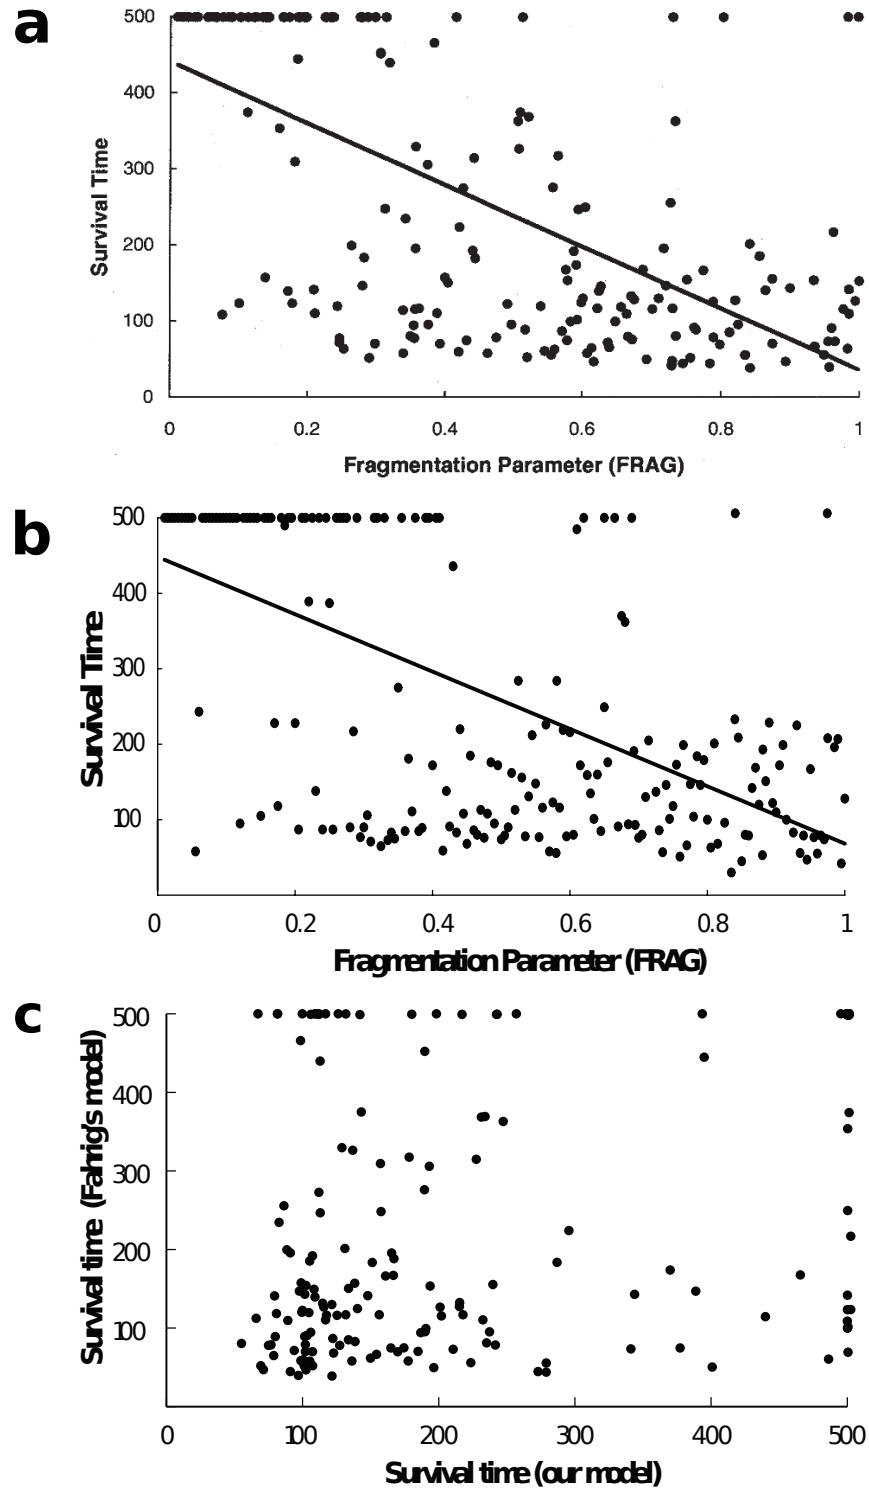 a
500
400
300
200
100
0
Survival Time
0 0.2 0.4 0.6 0.8 1
Fragmentation Parameter (FRAG)
b
500
400
300
200
100
Survival Time
0 0.2 0.4 0.6 0.8 1
Fragmentation Parameter (FRAG)
c
500
400
300
200
100
Survival time (Fahrig's model)
0 100 200 300 400 500
Survival time (our model)